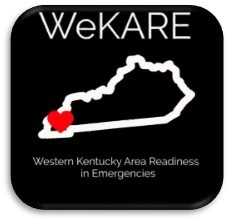 WeKARE
Western Kentucky Area Readiness
in Emergencies